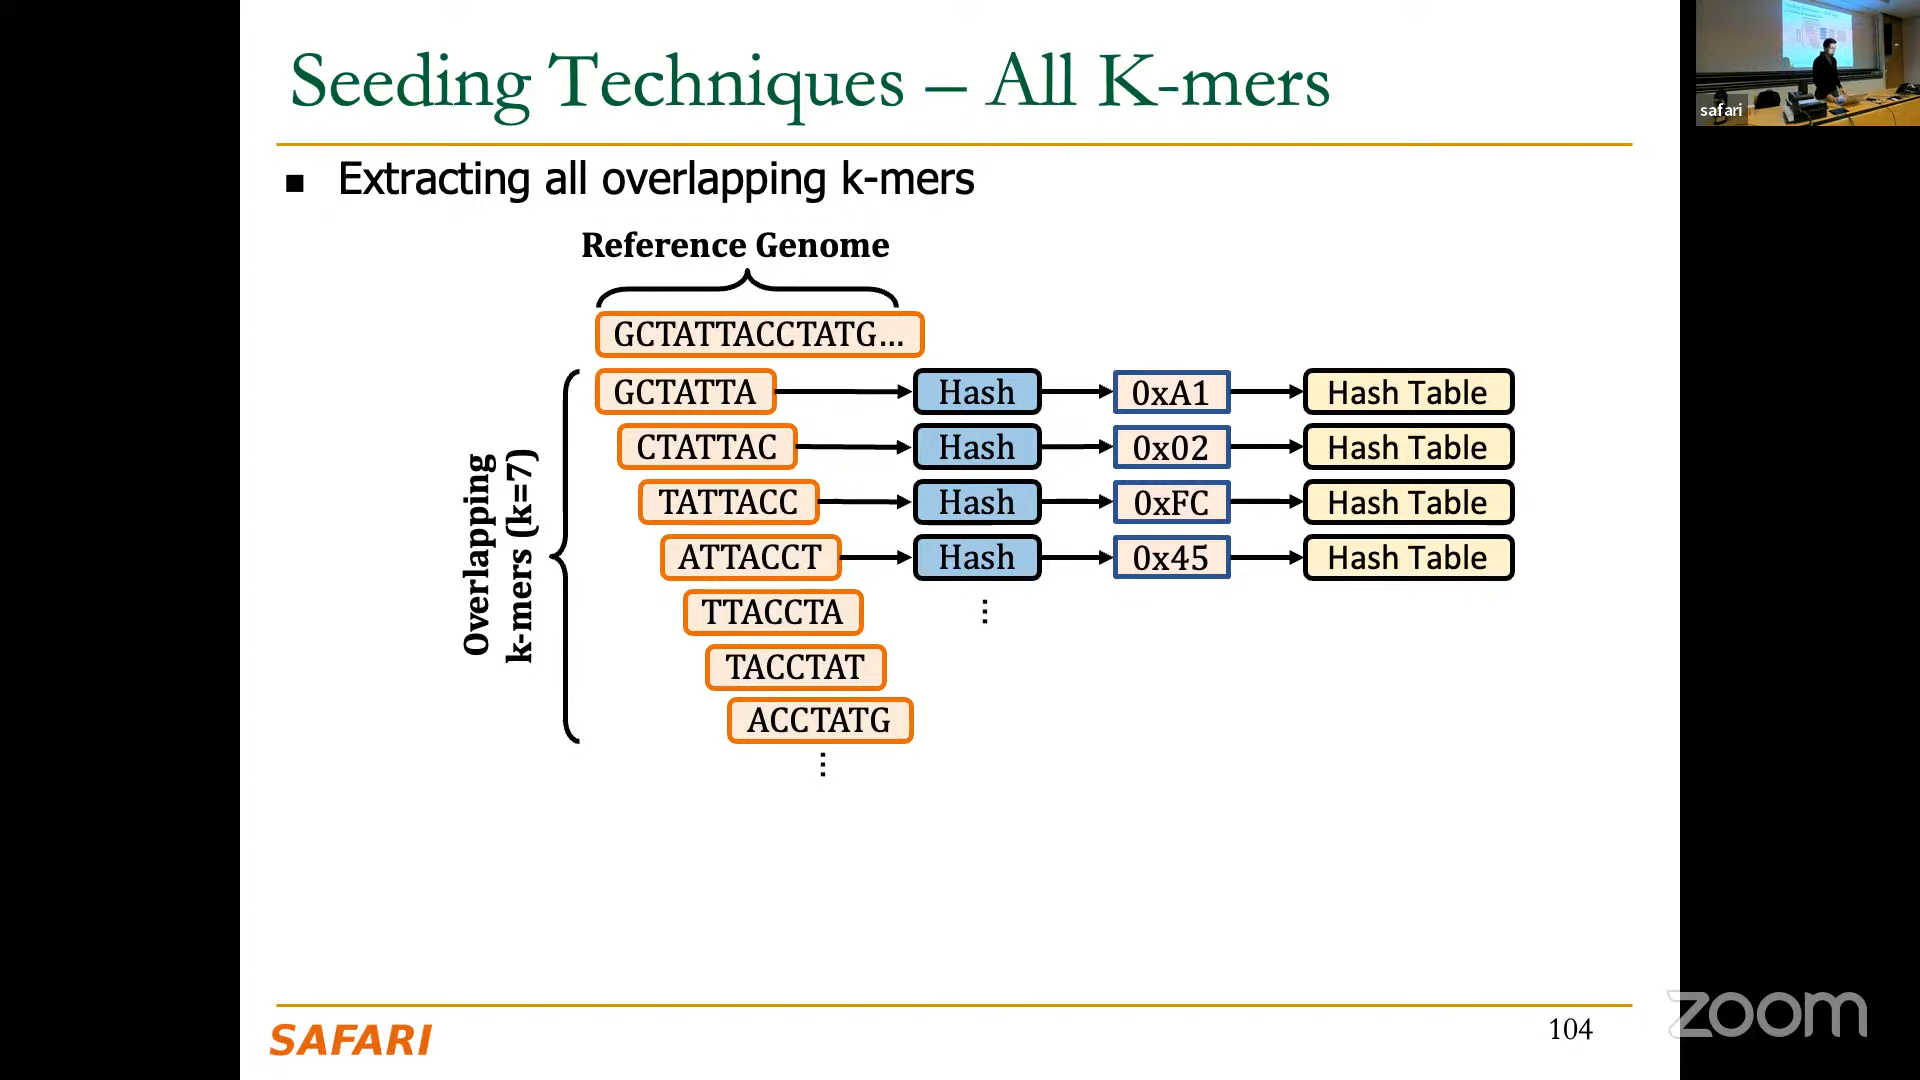 Seeding Techniques – All K-mers
safari
■ Extracting all overlapping k-mers
Reference Genome
GCTATTACCTATG...
Overlapping
k-mers (k=7)
GCTATTA Hash 0xA1 Hash Table
CTATTAC Hash 0x02 Hash Table
TATTACC Hash 0xFC Hash Table
ATTACCT Hash 0x45 Hash Table
TTACCTA ⋮
TACCTAT
ACCTATG
⋮
SAFARI
104
zoom